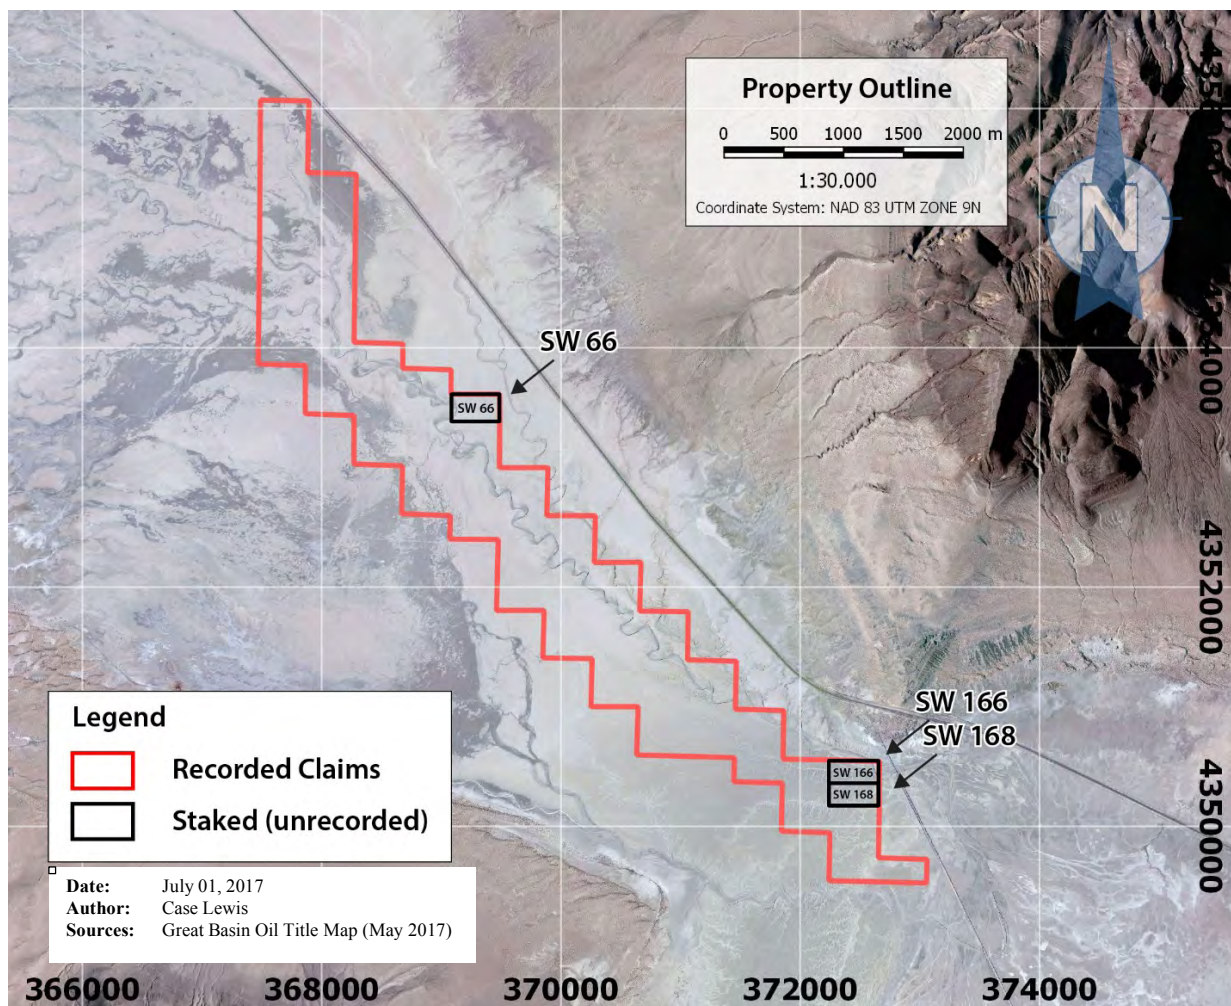 Property Outline
0 500 1000 1500 2000 m
1:30,000
Coordinate System: NAD 83 UTM ZONE 9N
N
SW 66
SW 66
SW 166
SW 168
SW 166
SW 168
4352000
4350000
Legend
Recorded Claims
Staked (unrecorded)
Date: July 01, 2017
Author: Case Lewis
Sources: Great Basin Oil Title Map (May 2017)
366000 368000 370000 372000 374000